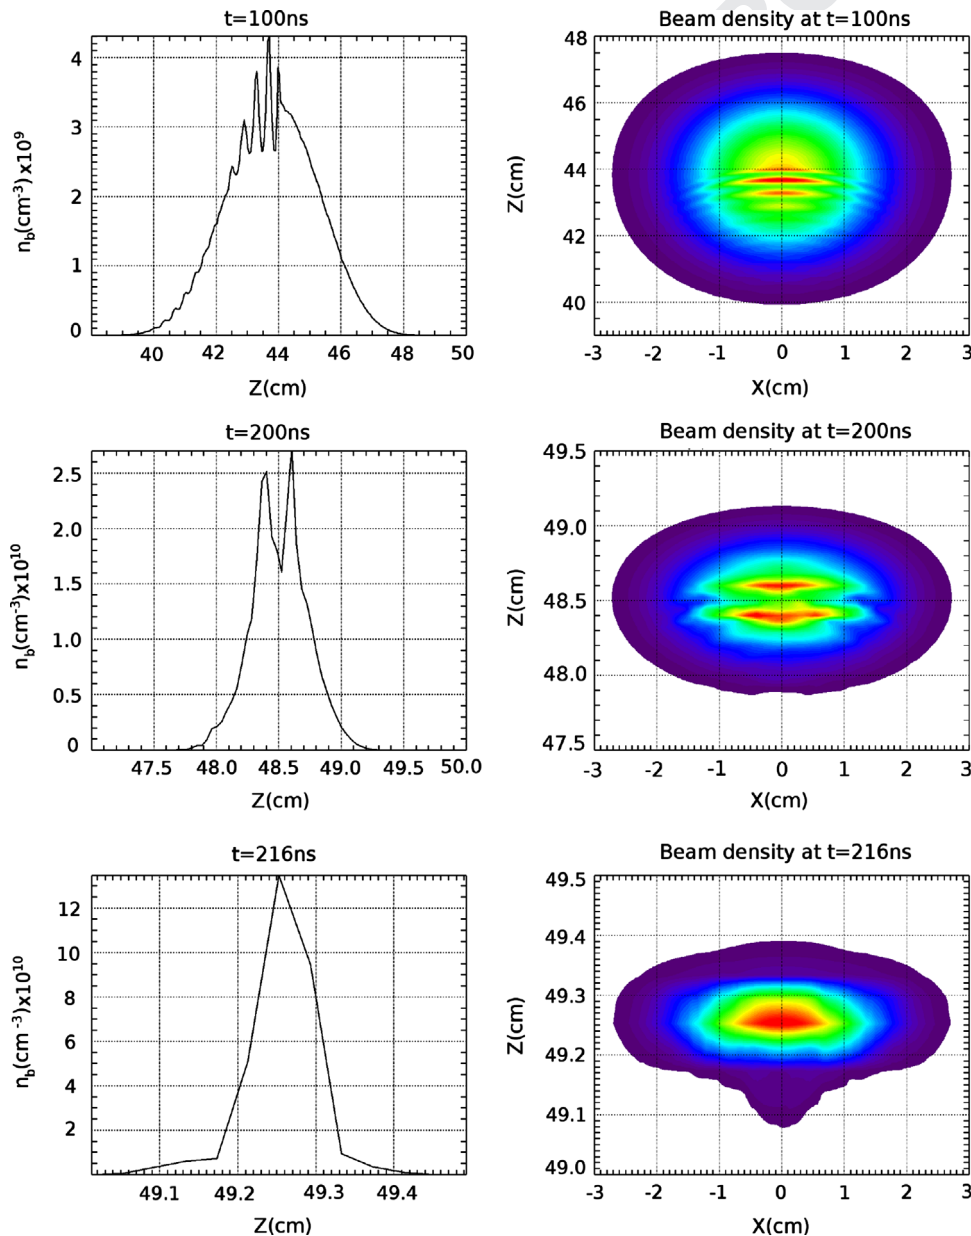 t=100ns
4
3
2
1
0
n_b(cm⁻³) x10⁹
40 42 44 46 48 50
Z(cm)
Beam density at t=100ns
48
46
44
42
40
Z(cm)
-3 -2 -1 0 1 2 3
X(cm)
t=200ns
2.5
2.0
1.5
1.0
0.5
0
n_b(cm⁻³)x10¹⁰
47.5 48.0 48.5 49.0 49.5 50.0
Z(cm)
Beam density at t=200ns
49.5
49.0
48.5
48.0
47.5
Z(cm)
-3 -2 -1 0 1 2 3
X(cm)
t=216ns
12
10
8
6
4
2
n_b(cm⁻³)x10¹⁰
49.1 49.2 49.3 49.4
Z(cm)
Beam density at t=216ns
49.5
49.4
49.3
49.2
49.1
49.0
Z(cm)
-3 -2 -1 0 1 2 3
X(cm)